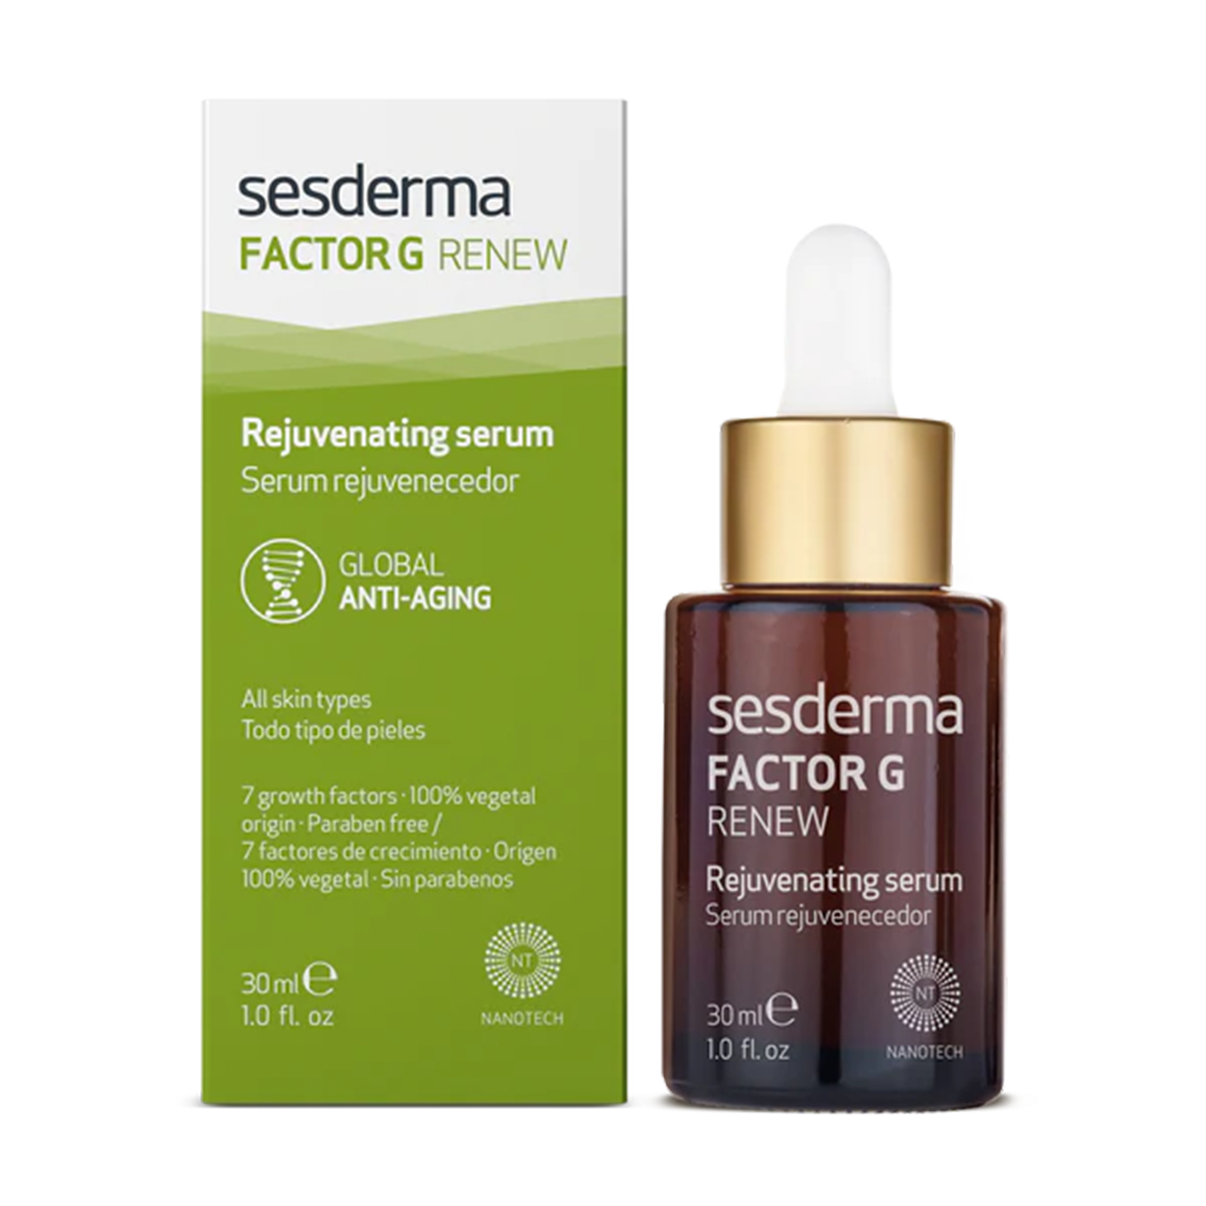 sesderma
FACTOR G RENEW
Rejuvenating serum
Serum rejuvenecedor
GLOBAL
ANTI-AGING
All skin types
Todo tipo de pieles
7 growth factors · 100% vegetal
origin · Paraben free /
7 factores de crecimiento · Origen
100% vegetal · Sin parabenos
30 ml ℮
1.0 fl. oz
NT
NANOTECH
sesderma
FACTOR G
RENEW
Rejuvenating serum
Serum rejuvenecedor
30 ml ℮
1.0 fl. oz
NT
NANOTECH